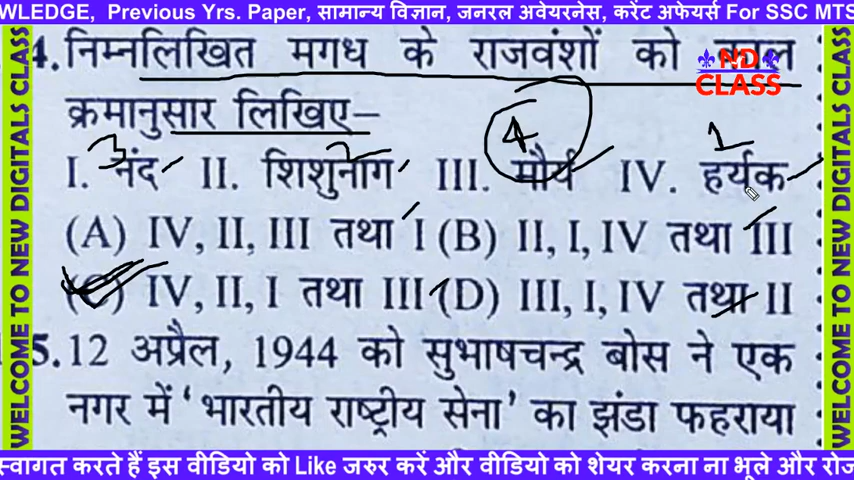 WLEDGE, Previous Yrs. Paper, सामान्य विज्ञान, जनरल अवेयरनेस, करेंट अफेयर्स For SSC MTS
WELCOME TO NEW DIGITALS CLASS
4. निम्नलिखित मगध के राजवंशों को
ND CLASS
क्रमानुसार लिखिए–
3 2 4 1
I. नंद II. शिशुनाग III. मौर्य IV. हर्यक
(A) IV, II, III तथा I (B) II, I, IV तथा III
(C) IV, II, I तथा III (D) III, I, IV तथा II
5. 12 अप्रैल, 1944 को सुभाषचन्द्र बोस ने एक
नगर में ‘भारतीय राष्ट्रीय सेना’ का झंडा फहराया
WELCOME TO NEW DIGITALS CLASS
स्वागत करते हैं इस वीडियो को Like जरुर करें और वीडियो को शेयर करना ना भूले और रोज